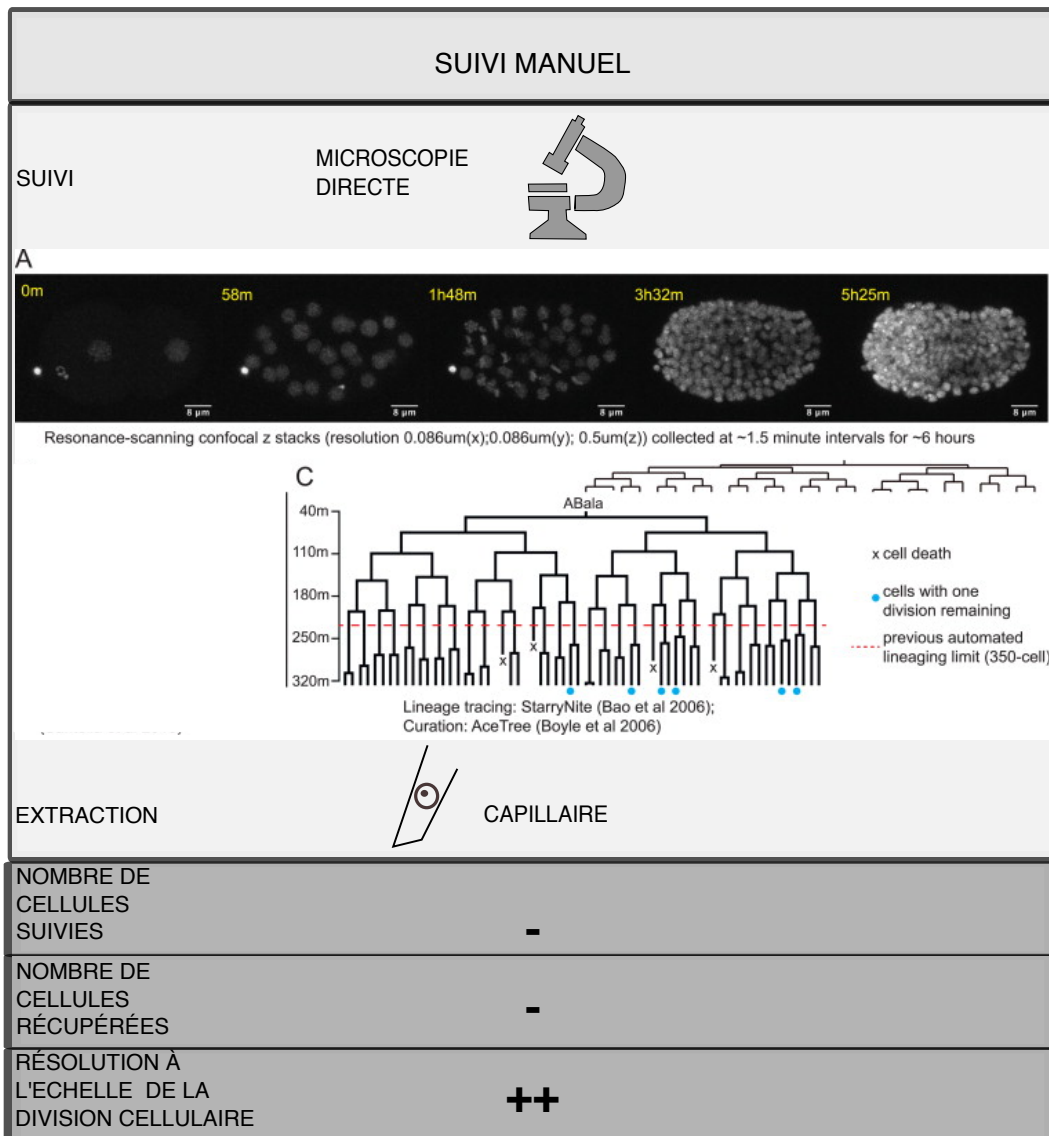 SUIVI MANUEL
SUIVI
MICROSCOPIE
DIRECTE
A
0m 58m 1h48m 3h32m 5h25m
8 µm 8 µm 8 µm 8 µm 8 µm
Resonance-scanning confocal z stacks (resolution 0.086um(x);0.086um(y); 0.5um(z)) collected at ~1.5 minute intervals for ~6 hours
C
ABala
40m
110m
180m
250m
320m
x cell death
cells with one
division remaining
previous automated
lineaging limit (350-cell)
x x x x
Lineage tracing: StarryNite (Bao et al 2006);
Curation: AceTree (Boyle et al 2006)
EXTRACTION
CAPILLAIRE
NOMBRE DE
CELLULES
SUIVIES
-
NOMBRE DE
CELLULES
RÉCUPÉRÉES
-
RÉSOLUTION À
L'ECHELLE DE LA
DIVISION CELLULAIRE
++